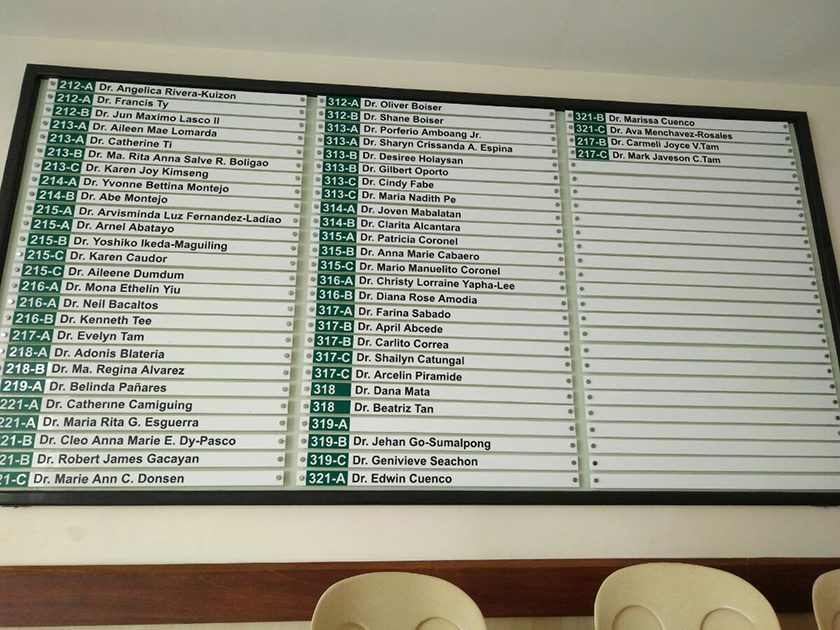 212-A Dr. Angelica Rivera-Kuizon
212-A Dr. Francis Ty
212-B Dr. Jun Maximo Lasco II
213-A Dr. Aileen Mae Lomarda
213-A Dr. Catherine Ti
213-B Dr. Ma. Rita Anna Salve R. Boligao
213-C Dr. Karen Joy Kimseng
214-A Dr. Yvonne Bettina Montejo
214-B Dr. Abe Montejo
215-A Dr. Arvisminda Luz Fernandez-Ladiao
215-A Dr. Arnel Abatayo
215-B Dr. Yoshiko Ikeda-Maguiling
215-C Dr. Karen Caudor
215-C Dr. Aileene Dumdum
216-A Dr. Mona Ethelin Yiu
216-A Dr. Neil Bacaltos
216-B Dr. Kenneth Tee
217-A Dr. Evelyn Tam
218-A Dr. Adonis Blateria
218-B Dr. Ma. Regina Alvarez
219-A Dr. Belinda Pañares
221-A Dr. Catherine Camiguing
221-A Dr. Maria Rita G. Esguerra
21-B Dr. Cleo Anna Marie E. Dy-Pasco
21-B Dr. Robert James Gacayan
21-C Dr. Marie Ann C. Donsen
312-A Dr. Oliver Boiser
312-B Dr. Shane Boiser
313-A Dr. Porferio Amboang Jr.
313-A Dr. Sharyn Crissanda A. Espina
313-B Dr. Desiree Holaysan
313-B Dr. Gilbert Oporto
313-C Dr. Cindy Fabe
313-C Dr. Maria Nadith Pe
314-A Dr. Joven Mabalatan
314-B Dr. Clarita Alcantara
315-A Dr. Patricia Coronel
315-B Dr. Anna Marie Cabaero
315-C Dr. Mario Manuelito Coronel
316-A Dr. Christy Lorraine Yapha-Lee
316-B Dr. Diana Rose Amodia
317-A Dr. Farina Sabado
317-B Dr. April Abcede
317-B Dr. Carlito Correa
317-C Dr. Shailyn Catungal
317-C Dr. Arcelin Piramide
318 Dr. Dana Mata
318 Dr. Beatriz Tan
319-A
319-B Dr. Jehan Go-Sumalpong
319-C Dr. Genivieve Seachon
321-A Dr. Edwin Cuenco
321-B Dr. Marissa Cuenco
321-C Dr. Ava Menchavez-Rosales
217-B Dr. Carmeli Joyce V.Tam
217-C Dr. Mark Javeson C.Tam